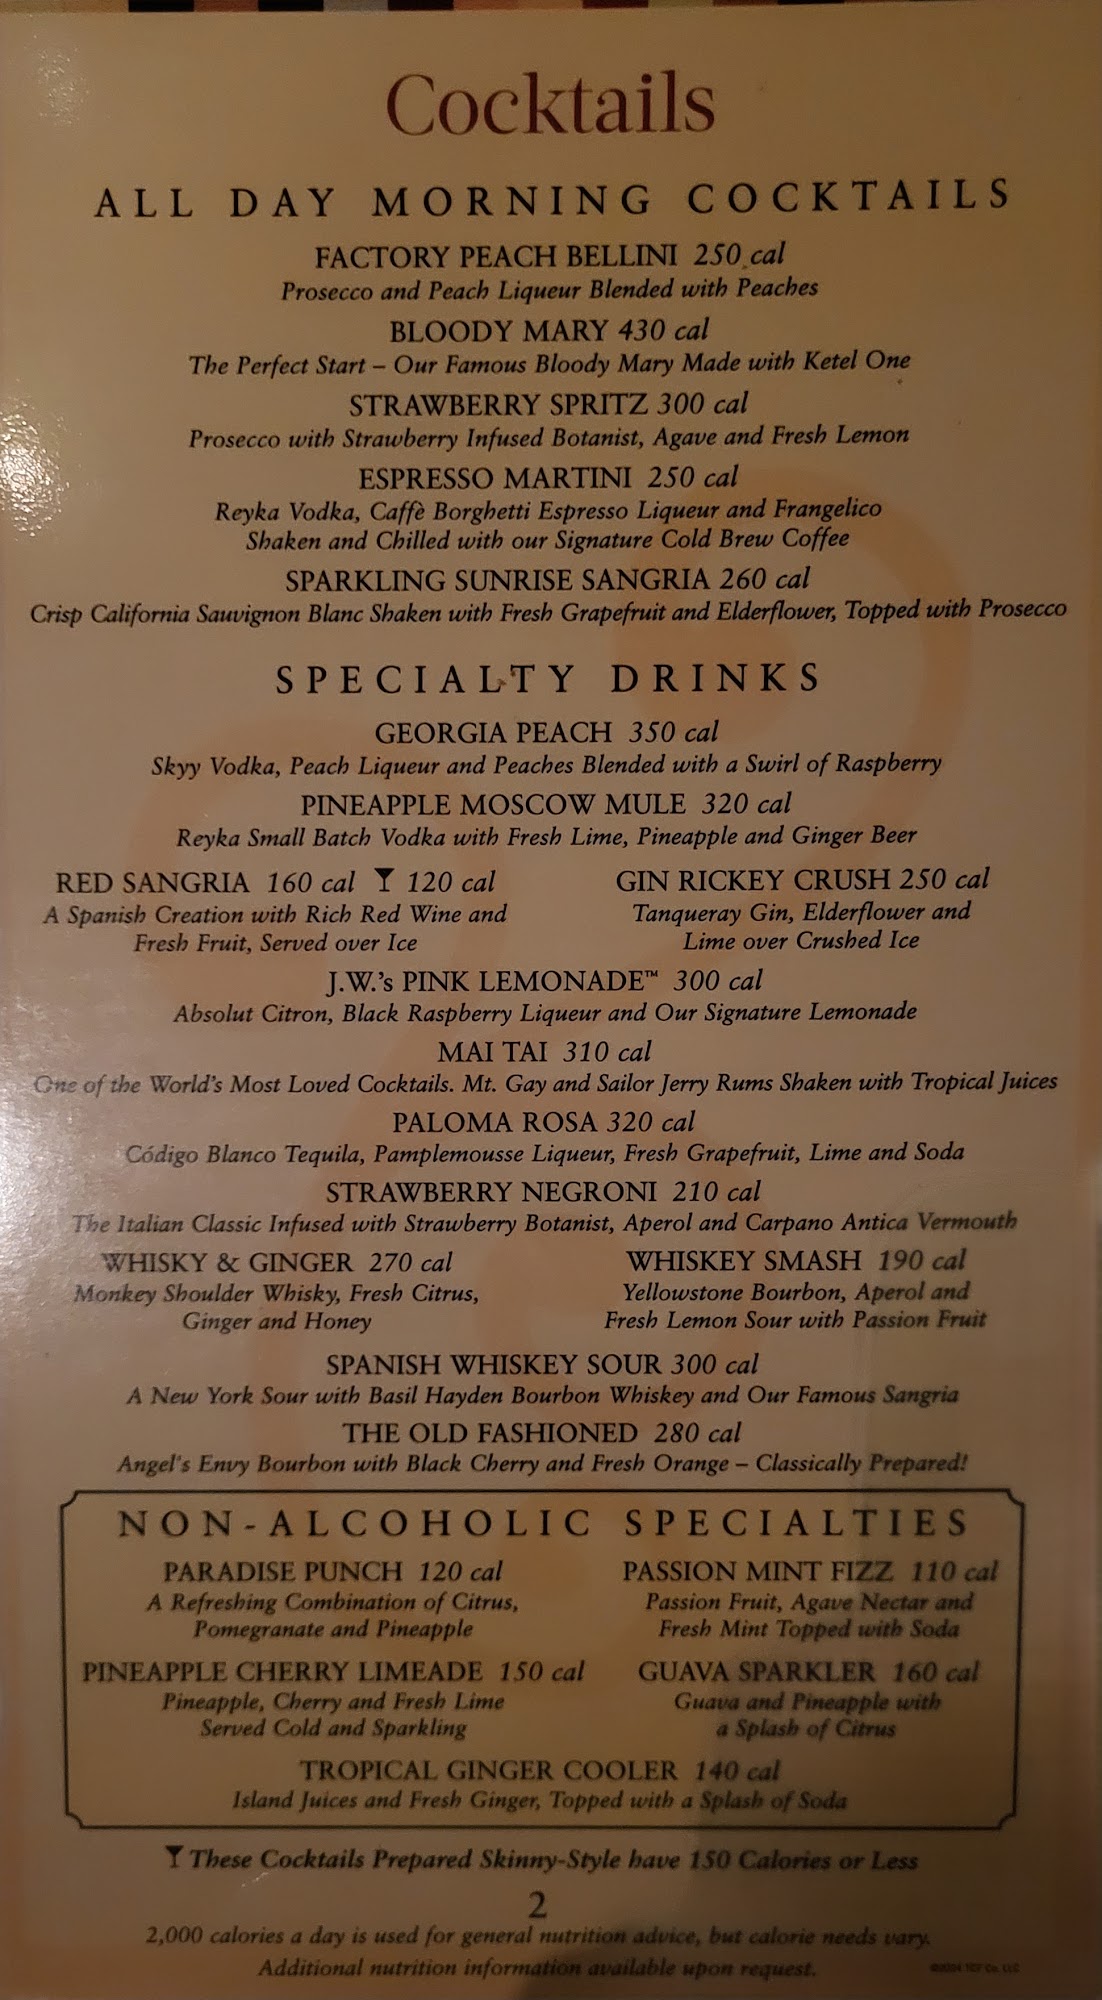 Cocktails
ALL DAY MORNING COCKTAILS
FACTORY PEACH BELLINI 250 cal
Prosecco and Peach Liqueur Blended with Peaches
BLOODY MARY 430 cal
The Perfect Start – Our Famous Bloody Mary Made with Ketel One
STRAWBERRY SPRITZ 300 cal
Prosecco with Strawberry Infused Botanist, Agave and Fresh Lemon
ESPRESSO MARTINI 250 cal
Reyka Vodka, Caffè Borghetti Espresso Liqueur and Frangelico
Shaken and Chilled with our Signature Cold Brew Coffee
SPARKLING SUNRISE SANGRIA 260 cal
Crisp California Sauvignon Blanc Shaken with Fresh Grapefruit and Elderflower, Topped with Prosecco
SPECIALTY DRINKS
GEORGIA PEACH 350 cal
Skyy Vodka, Peach Liqueur and Peaches Blended with a Swirl of Raspberry
PINEAPPLE MOSCOW MULE 320 cal
Reyka Small Batch Vodka with Fresh Lime, Pineapple and Ginger Beer
RED SANGRIA 160 cal 120 cal
A Spanish Creation with Rich Red Wine and
Fresh Fruit, Served over Ice
GIN RICKEY CRUSH 250 cal
Tanqueray Gin, Elderflower and
Lime over Crushed Ice
J.W.'s PINK LEMONADE™ 300 cal
Absolut Citron, Black Raspberry Liqueur and Our Signature Lemonade
MAI TAI 310 cal
One of the World's Most Loved Cocktails. Mt. Gay and Sailor Jerry Rums Shaken with Tropical Juices
PALOMA ROSA 320 cal
Código Blanco Tequila, Pamplemousse Liqueur, Fresh Grapefruit, Lime and Soda
STRAWBERRY NEGRONI 210 cal
The Italian Classic Infused with Strawberry Botanist, Aperol and Carpano Antica Vermouth
WHISKY & GINGER 270 cal
Monkey Shoulder Whisky, Fresh Citrus,
Ginger and Honey
WHISKEY SMASH 190 cal
Yellowstone Bourbon, Aperol and
Fresh Lemon Sour with Passion Fruit
SPANISH WHISKEY SOUR 300 cal
A New York Sour with Basil Hayden Bourbon Whiskey and Our Famous Sangria
THE OLD FASHIONED 280 cal
Angel's Envy Bourbon with Black Cherry and Fresh Orange – Classically Prepared!
NON-ALCOHOLIC SPECIALTIES
PARADISE PUNCH 120 cal
A Refreshing Combination of Citrus,
Pomegranate and Pineapple
PASSION MINT FIZZ 110 cal
Passion Fruit, Agave Nectar and
Fresh Mint Topped with Soda
PINEAPPLE CHERRY LIMEADE 150 cal
Pineapple, Cherry and Fresh Lime
Served Cold and Sparkling
GUAVA SPARKLER 160 cal
Guava and Pineapple with
a Splash of Citrus
TROPICAL GINGER COOLER 140 cal
Island Juices and Fresh Ginger, Topped with a Splash of Soda
These Cocktails Prepared Skinny-Style have 150 Calories or Less
2
2,000 calories a day is used for general nutrition advice, but calorie needs vary.
Additional nutrition information available upon request.